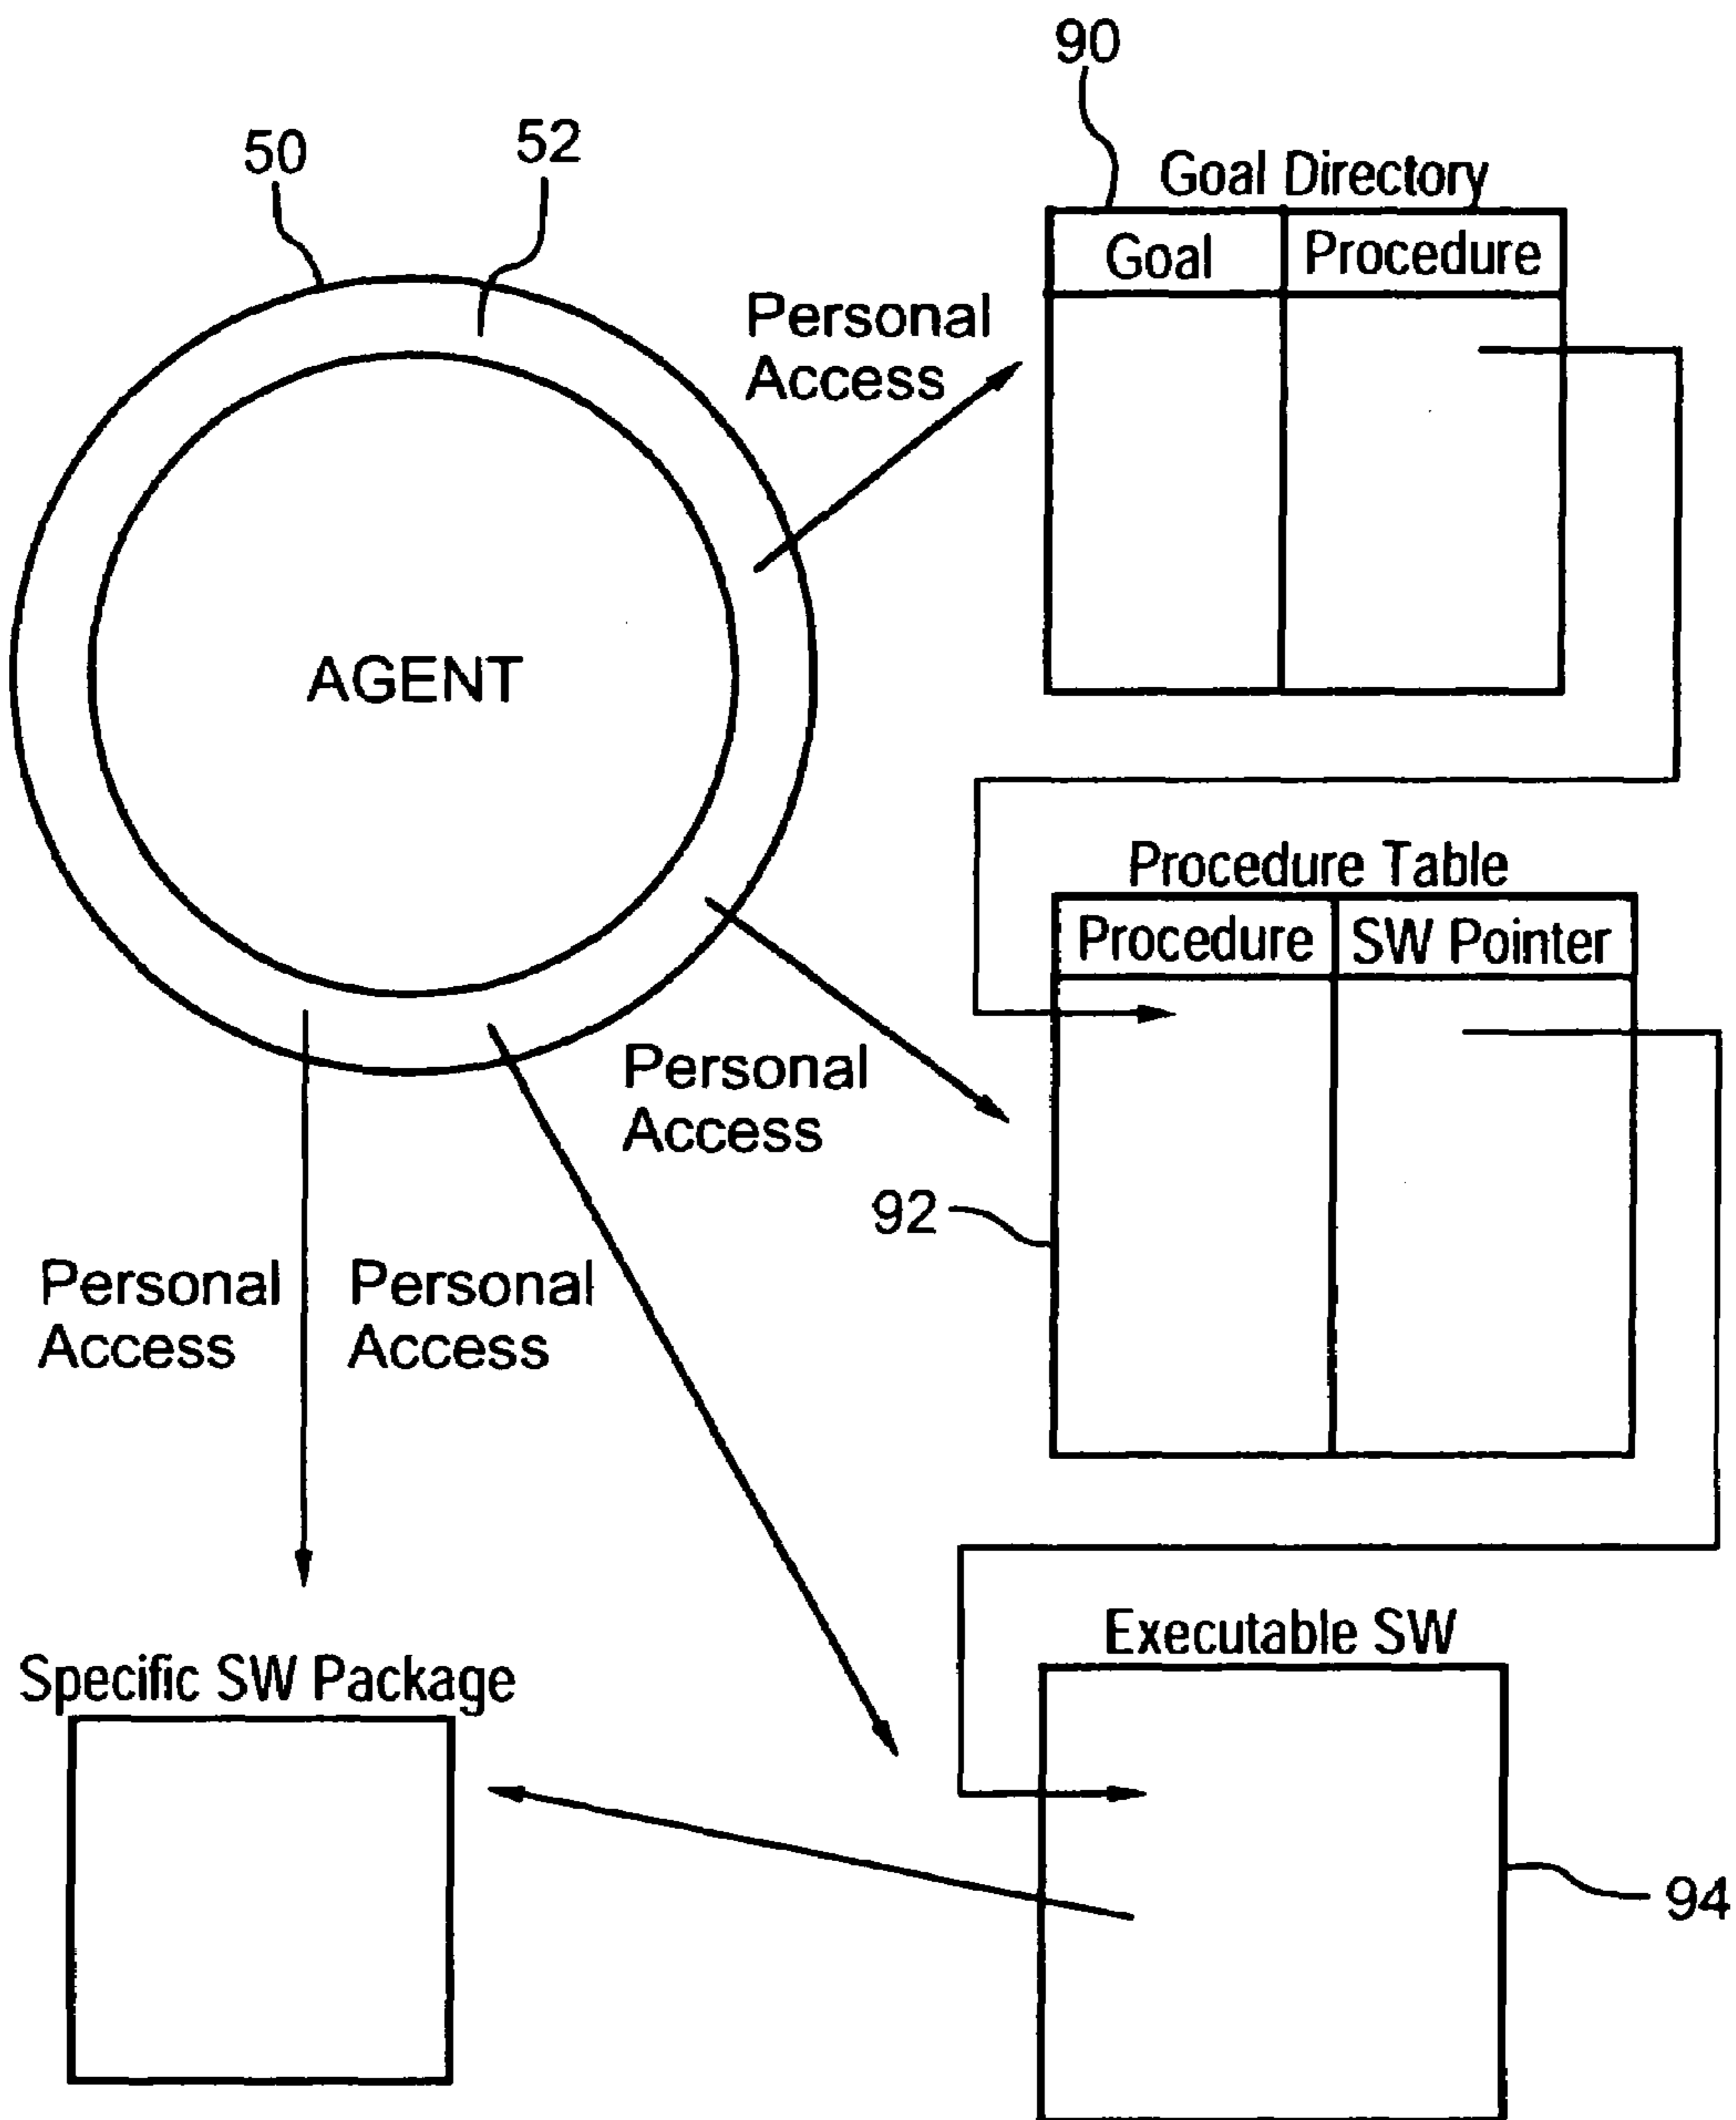 90
50
52
Goal Directory
Goal
Procedure
Personal
Access
AGENT
Procedure Table
Procedure
SW Pointer
Personal
Access
92
Personal
Access
Personal
Access
Executable SW
Specific SW Package
94